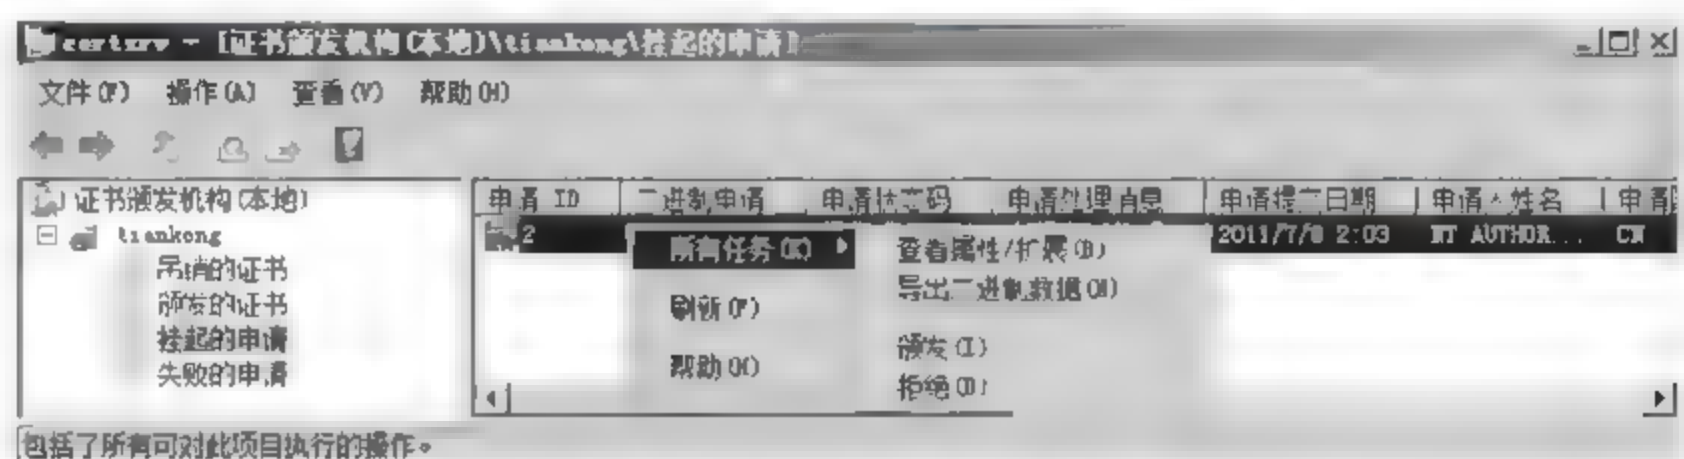 certsrv - [证书颁发机构(本地)\tiankong\挂起的申请]
文件(F) 操作(A) 查看(V) 帮助(H)
证书颁发机构(本地)
tiankong
吊销的证书
颁发的证书
挂起的申请
失败的申请
申请 ID 二进制申请 申请状态码 申请处理消息 申请提交日期 申请人姓名 申请
2 2011/7/8 2:03 NT AUTHOR... CN
所有任务(K)
刷新(F)
帮助(H)
查看属性/扩展(B)
导出二进制数据(N)
颁发(I)
拒绝(D)
包括了所有可对此项目执行的操作。